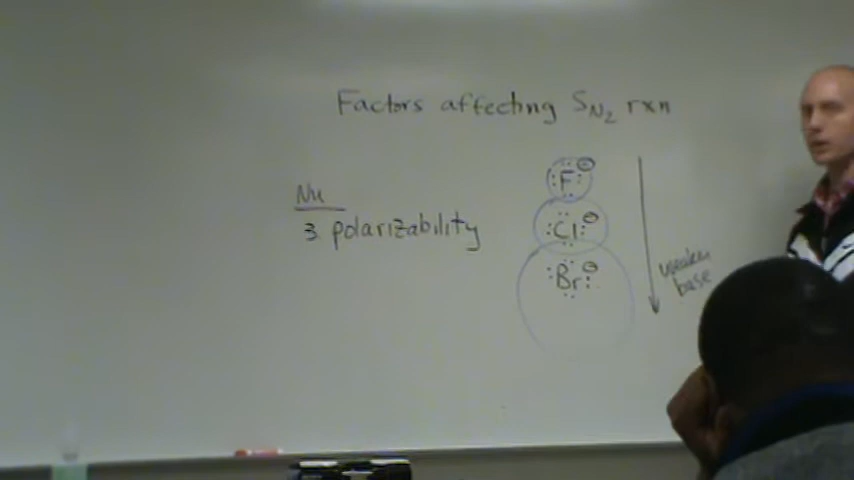 Factors affecting SN2 rxn
Nu
3 polarizability
:F:⊖
:Cl:⊖
:Br:⊖
weaker
base